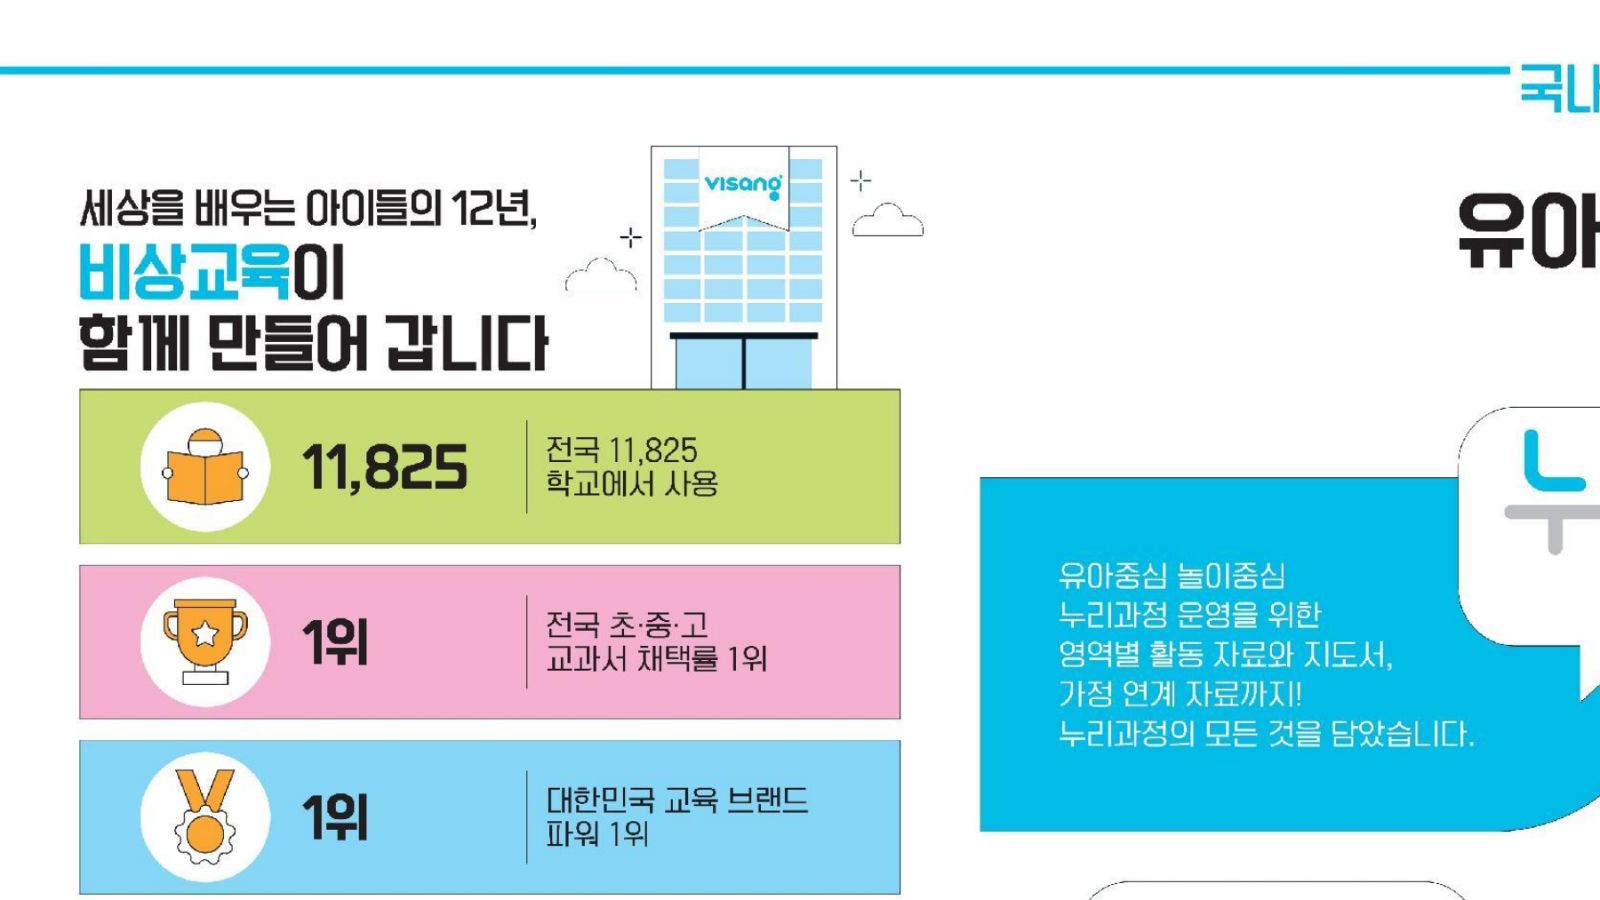 세상을 배우는 아이들의 12년,
비상교육이
함께 만들어 갑니다
visang
11,825
전국 11,825
학교에서 사용
1위
전국 초·중·고
교과서 채택률 1위
1위
대한민국 교육 브랜드
파워 1위
유아중심 놀이중심
누리과정 운영을 위한
영역별 활동 자료와 지도서,
가정 연계 자료까지!
누리과정의 모든 것을 담았습니다.
누